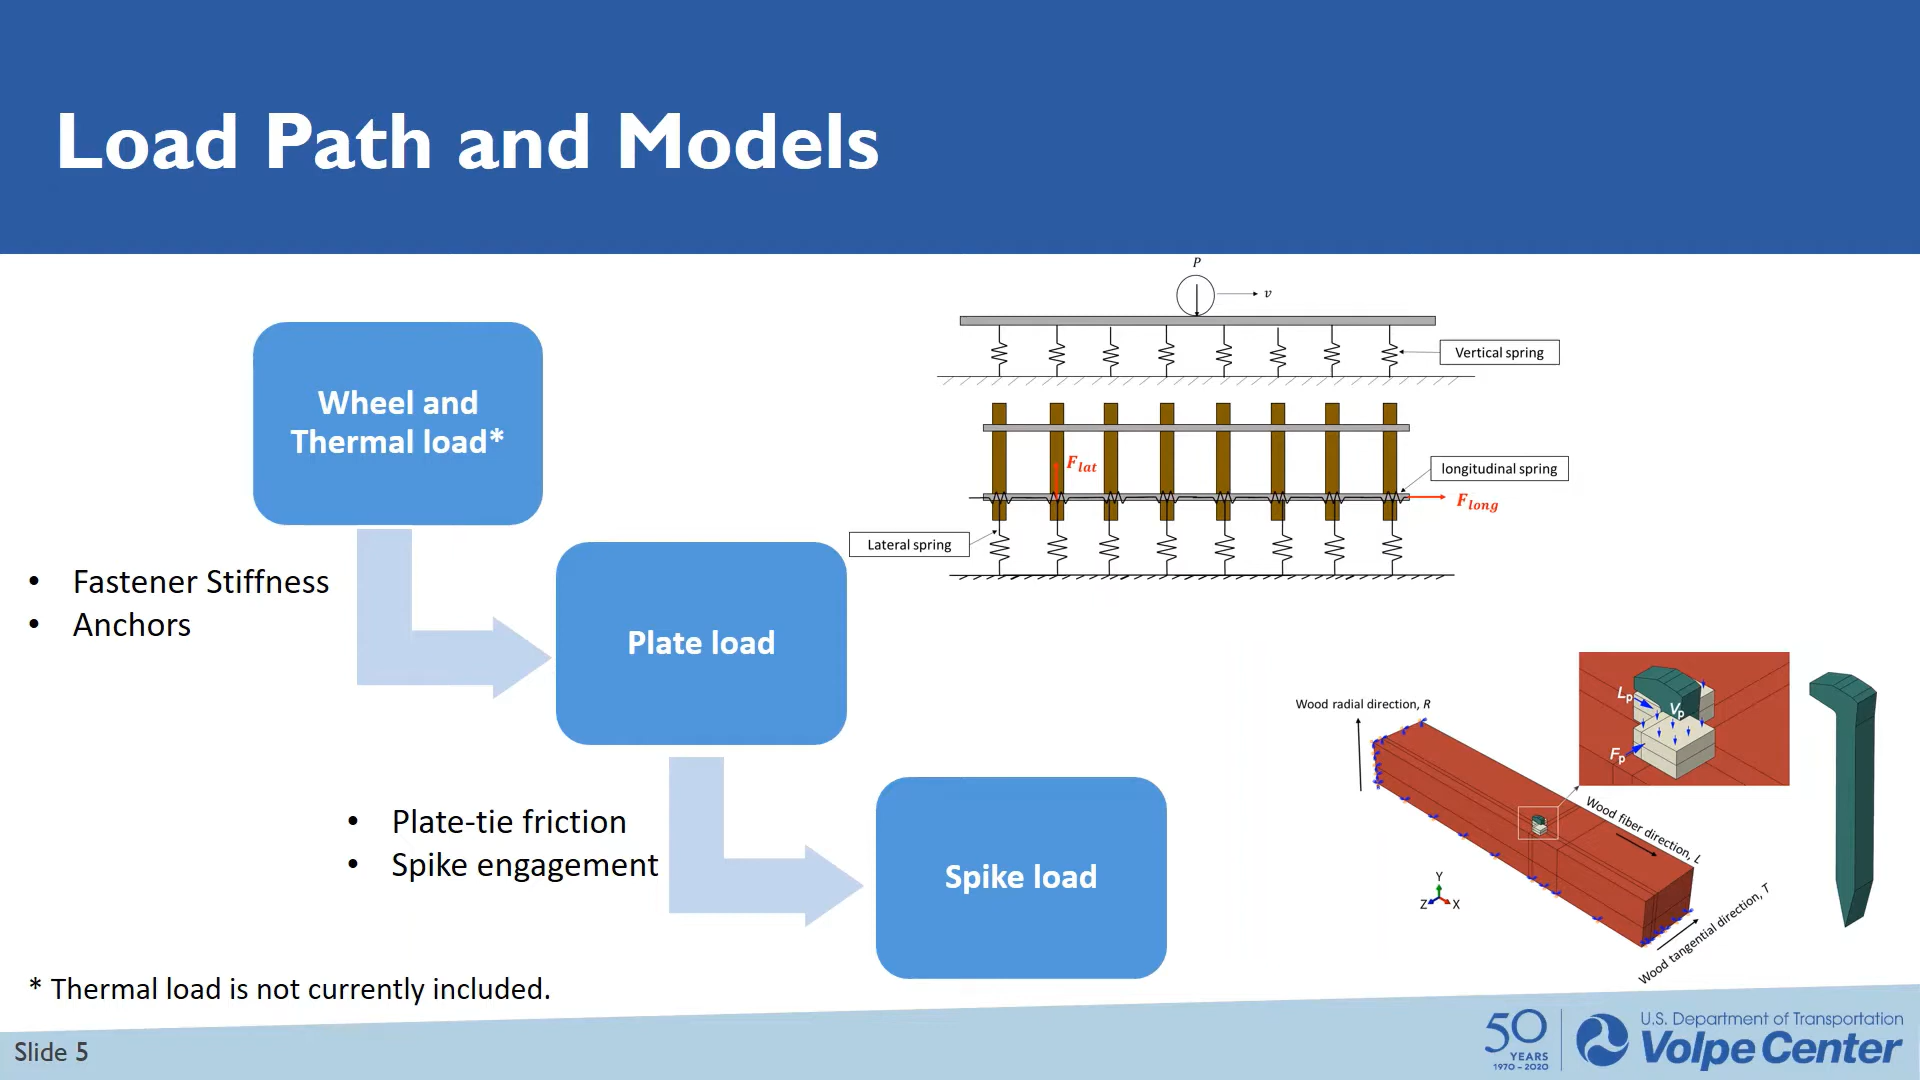 Load Path and Models
Wheel and
Thermal load*
• Fastener Stiffness
• Anchors
Plate load
• Plate-tie friction
• Spike engagement
Spike load
* Thermal load is not currently included.
P
v
Vertical spring
F_lat
longitudinal spring
F_long
Lateral spring
Wood radial direction, R
L_p
V_p
F_p
Wood fiber direction, L
Wood tangential direction, T
Y
Z X
Slide 5
50
YEARS
1970 – 2020
U.S. Department of Transportation
Volpe Center